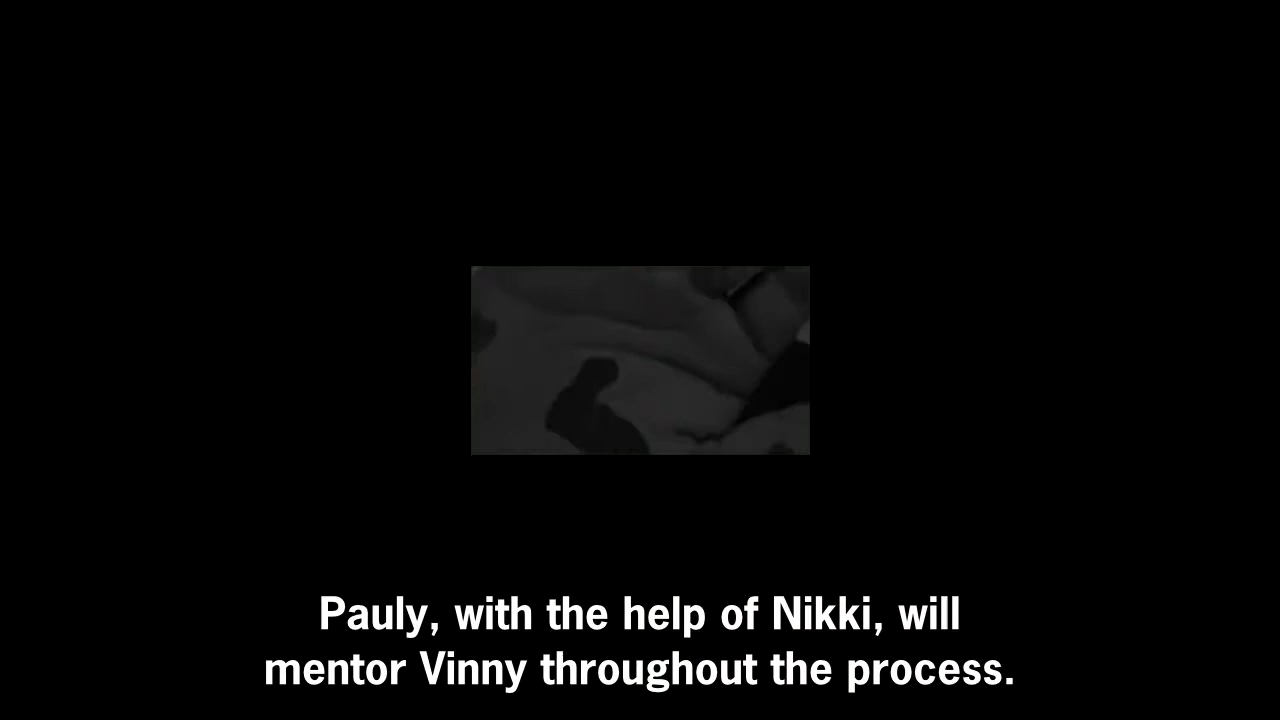 Pauly, with the help of Nikki, will
mentor Vinny throughout the process.